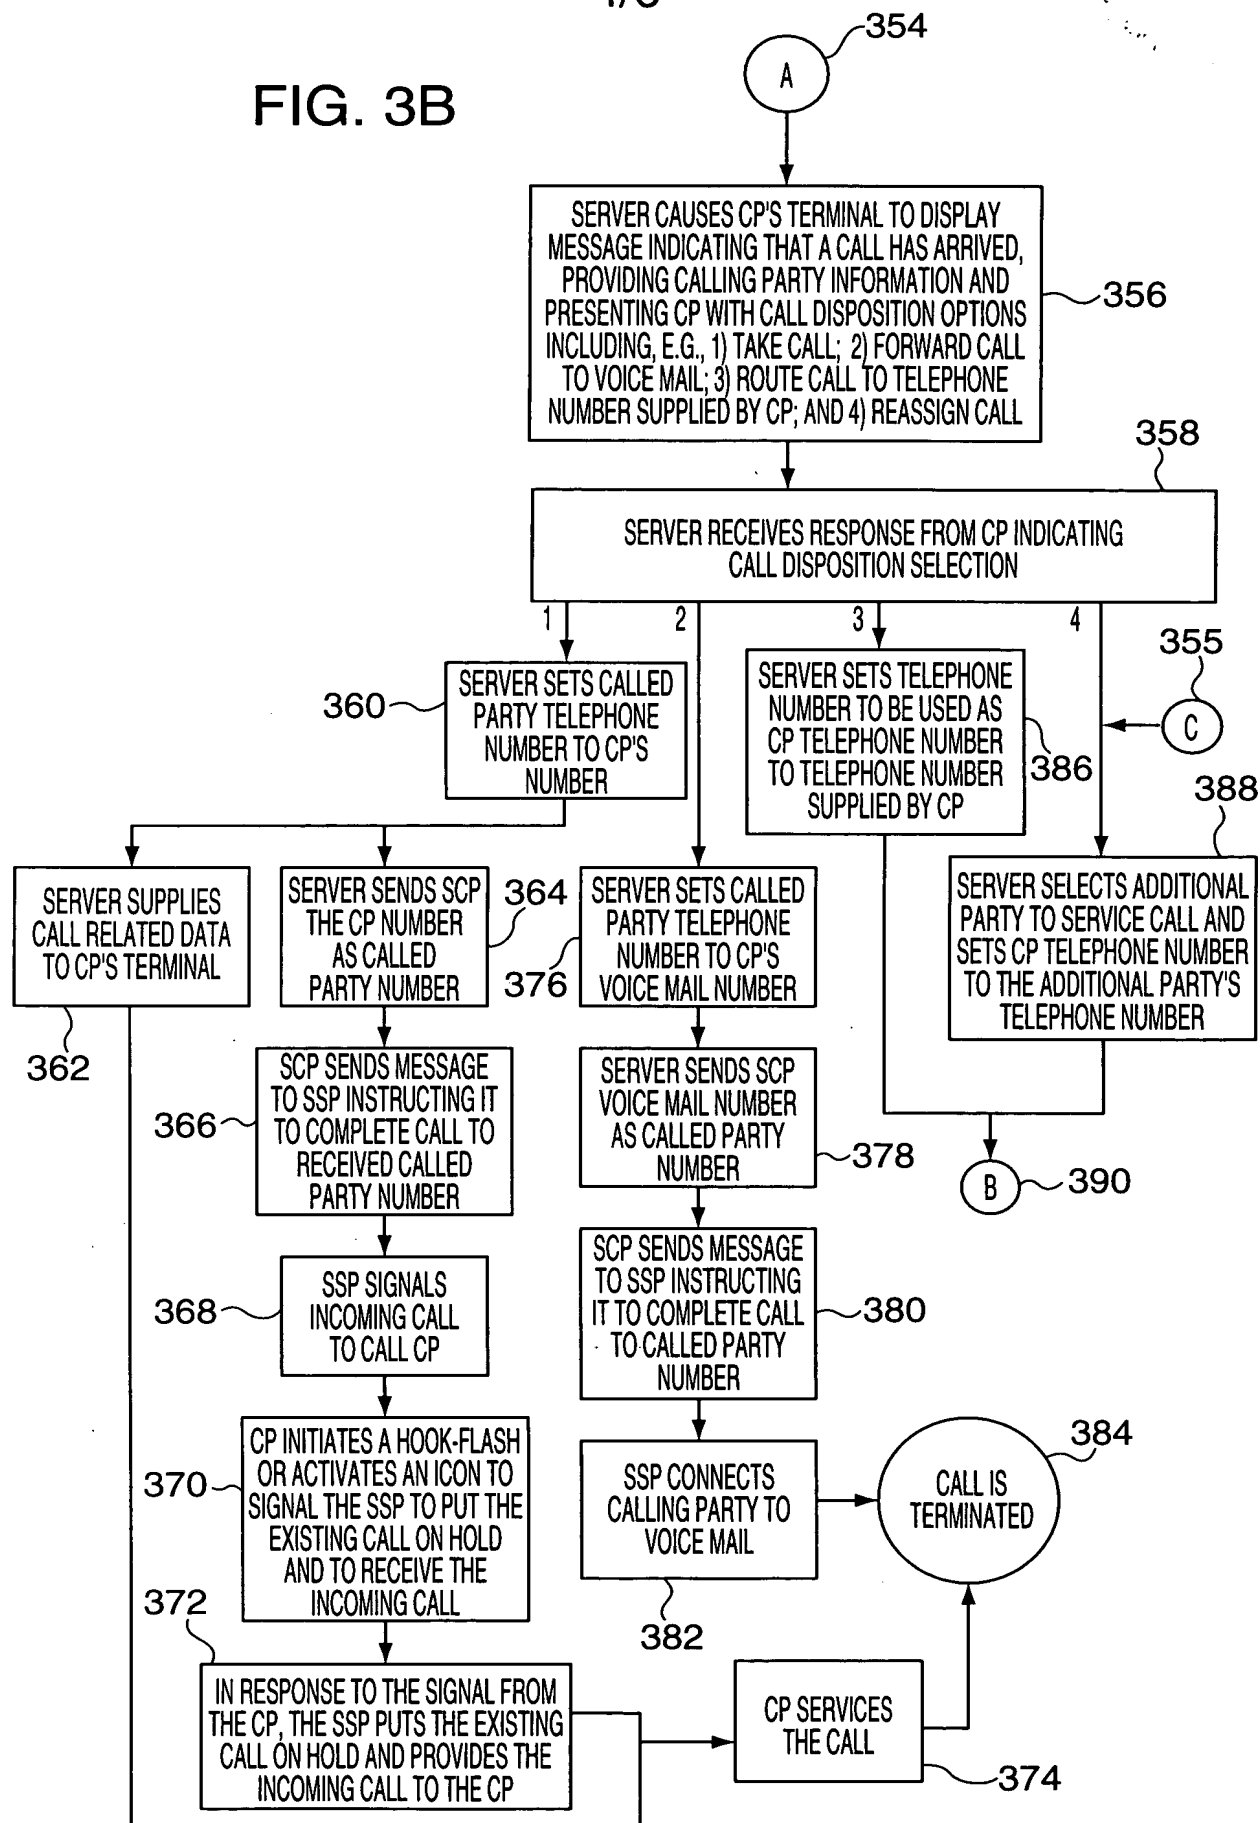 354
A
FIG. 3B
SERVER CAUSES CP'S TERMINAL TO DISPLAY
MESSAGE INDICATING THAT A CALL HAS ARRIVED,
PROVIDING CALLING PARTY INFORMATION AND
PRESENTING CP WITH CALL DISPOSITION OPTIONS
INCLUDING, E.G., 1) TAKE CALL; 2) FORWARD CALL
TO VOICE MAIL; 3) ROUTE CALL TO TELEPHONE
NUMBER SUPPLIED BY CP; AND 4) REASSIGN CALL
356
358
SERVER RECEIVES RESPONSE FROM CP INDICATING
CALL DISPOSITION SELECTION
1
2
3
4
355
C
360
SERVER SETS CALLED
PARTY TELEPHONE
NUMBER TO CP'S
NUMBER
SERVER SETS TELEPHONE
NUMBER TO BE USED AS
CP TELEPHONE NUMBER
TO TELEPHONE NUMBER
SUPPLIED BY CP
386
388
SERVER SUPPLIES
CALL RELATED DATA
TO CP'S TERMINAL
362
SERVER SENDS SCP
THE CP NUMBER
AS CALLED
PARTY NUMBER
364
376
SERVER SETS CALLED
PARTY TELEPHONE
NUMBER TO CP'S
VOICE MAIL NUMBER
SERVER SELECTS ADDITIONAL
PARTY TO SERVICE CALL AND
SETS CP TELEPHONE NUMBER
TO THE ADDITIONAL PARTY'S
TELEPHONE NUMBER
366
SCP SENDS MESSAGE
TO SSP INSTRUCTING IT
TO COMPLETE CALL TO
RECEIVED CALLED
PARTY NUMBER
SERVER SENDS SCP
VOICE MAIL NUMBER
AS CALLED PARTY
NUMBER
378
B
390
368
SSP SIGNALS
INCOMING CALL
TO CALL CP
SCP SENDS MESSAGE
TO SSP INSTRUCTING
IT TO COMPLETE CALL
TO CALLED PARTY
NUMBER
380
370
CP INITIATES A HOOK-FLASH
OR ACTIVATES AN ICON TO
SIGNAL THE SSP TO PUT THE
EXISTING CALL ON HOLD
AND TO RECEIVE THE
INCOMING CALL
SSP CONNECTS
CALLING PARTY TO
VOICE MAIL
382
384
CALL IS
TERMINATED
372
IN RESPONSE TO THE SIGNAL FROM
THE CP, THE SSP PUTS THE EXISTING
CALL ON HOLD AND PROVIDES THE
INCOMING CALL TO THE CP
CP SERVICES
THE CALL
374